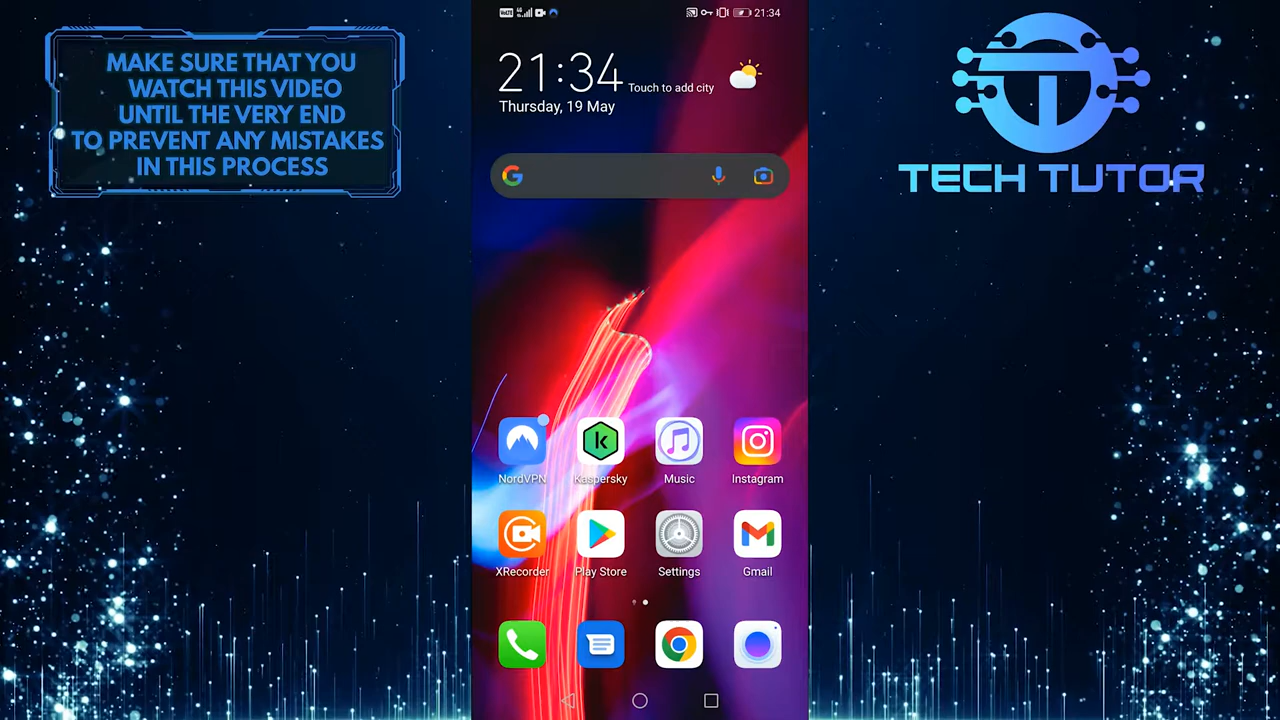 MAKE SURE THAT YOU
WATCH THIS VIDEO
UNTIL THE VERY END
TO PREVENT ANY MISTAKES
IN THIS PROCESS
VoLTE
21:34
21:34
Touch to add city
Thursday, 19 May
NordVPN
Kaspersky
Music
Instagram
XRecorder
Play Store
Settings
Gmail
TECH TUTOR